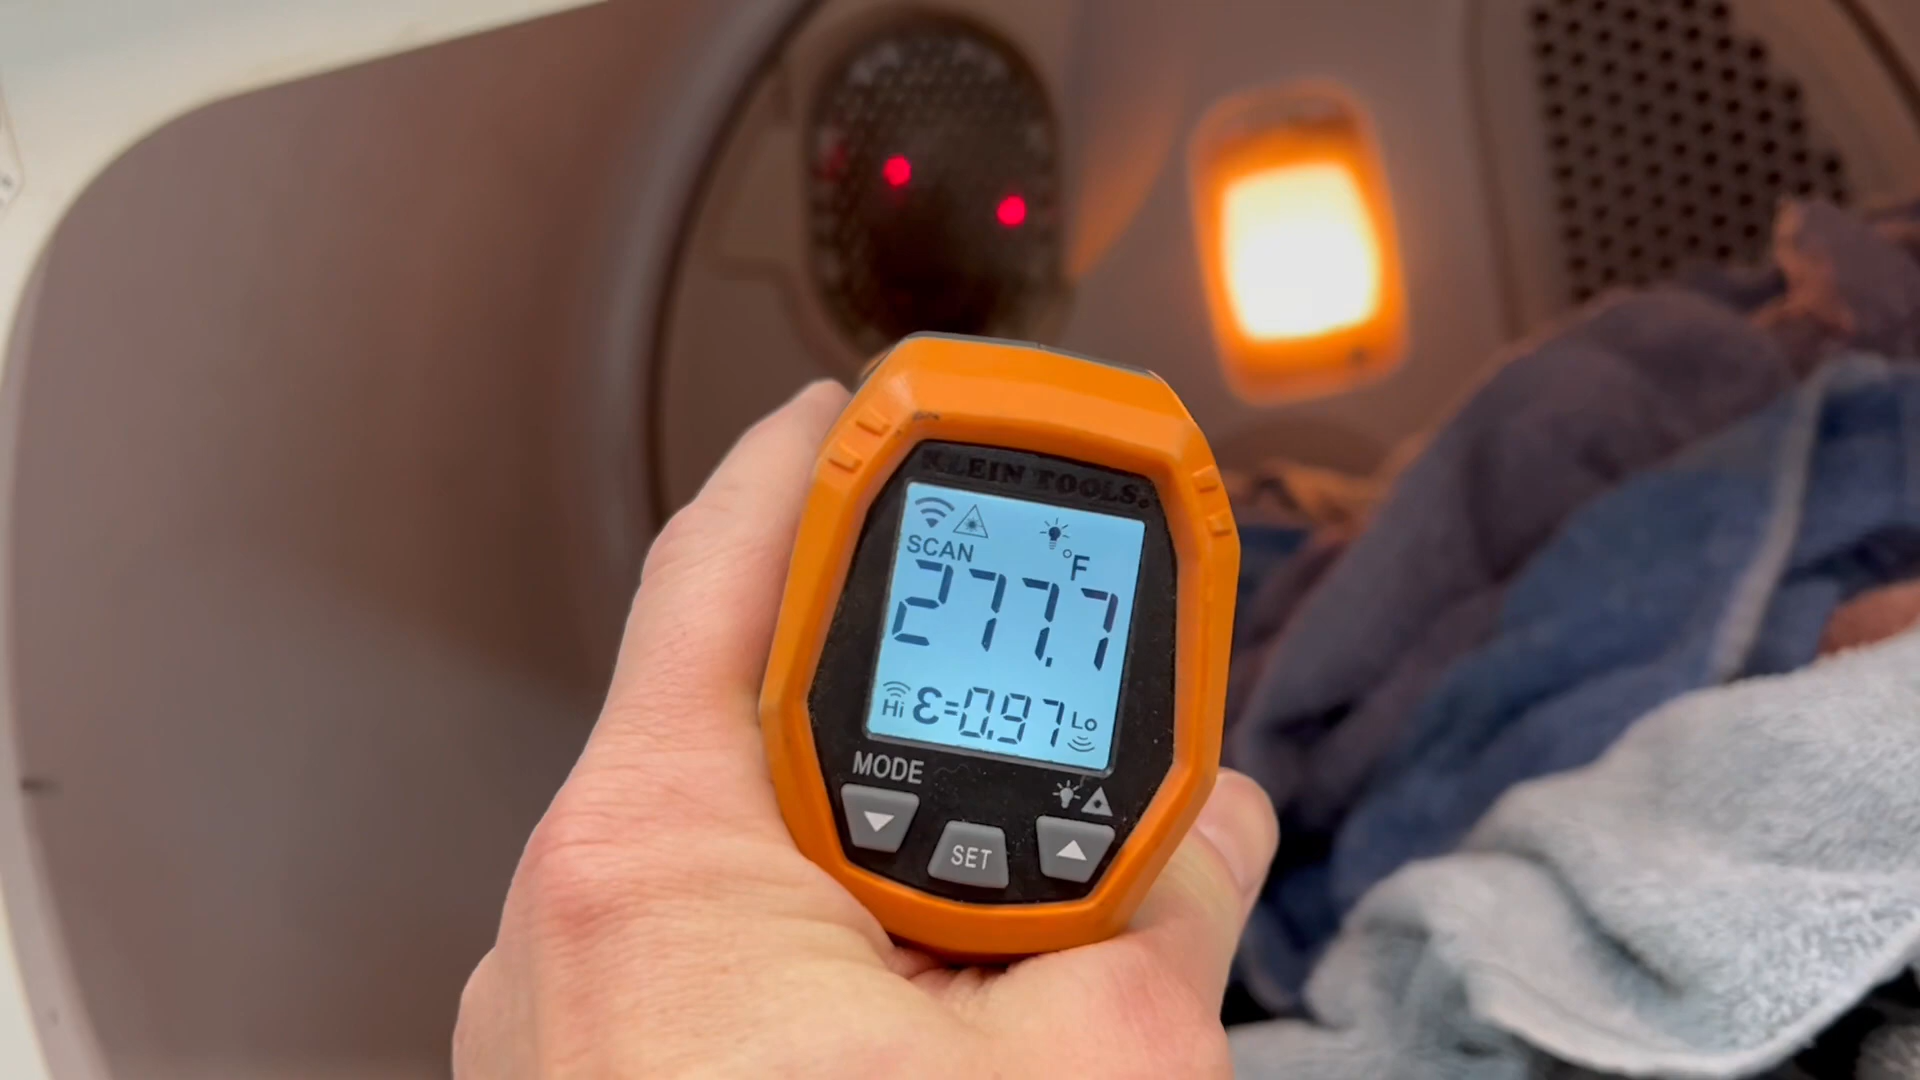 KLEIN TOOLS®
SCAN
°F
277.7
Hi ε=0.97 Lo
MODE
SET